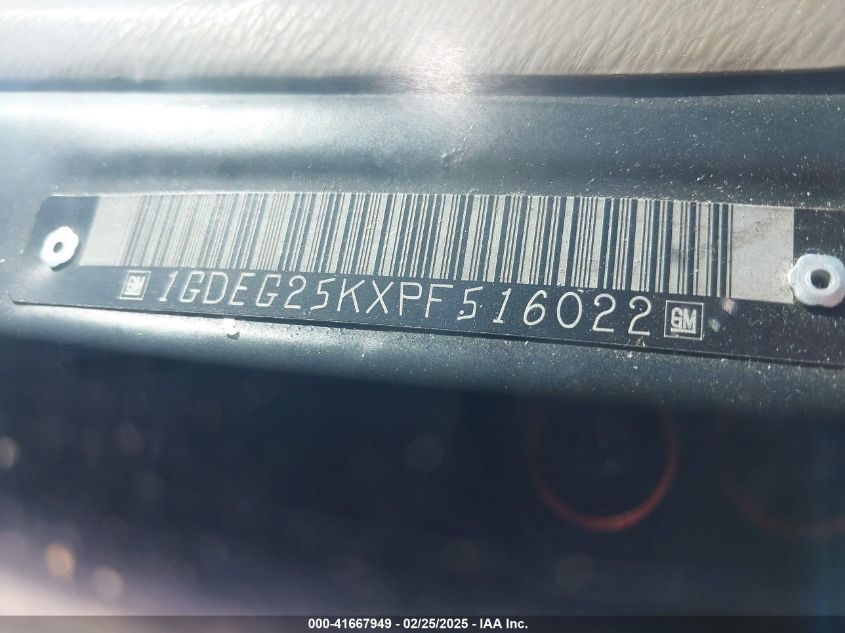 GM 1GDEG25KXPF516022 GM
000-41667949 - 02/25/2025 - IAA Inc.